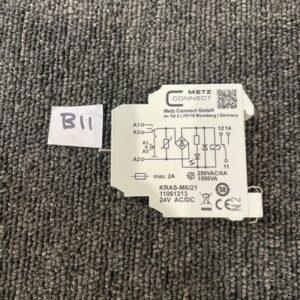 METZ
CONNECT
Metz Connect GmbH
Im Tal 2 | 78176 Blumberg | Germany
B11
A1
A3
A2
12 14
11
max. 2A
250VAC/6A
1500VA
KRAS-M6/21
11061213
24V AC/DC